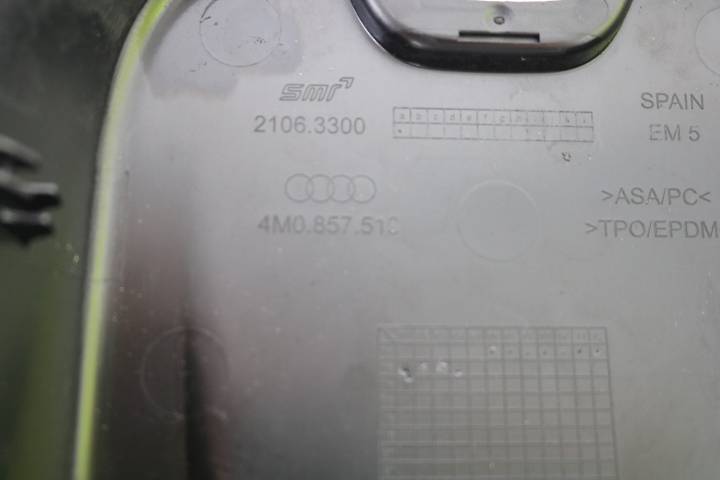 smr
2106.3300
a b c d e f g h i j k l
SPAIN
EM 5
>ASA/PC<
>TPO/EPDM